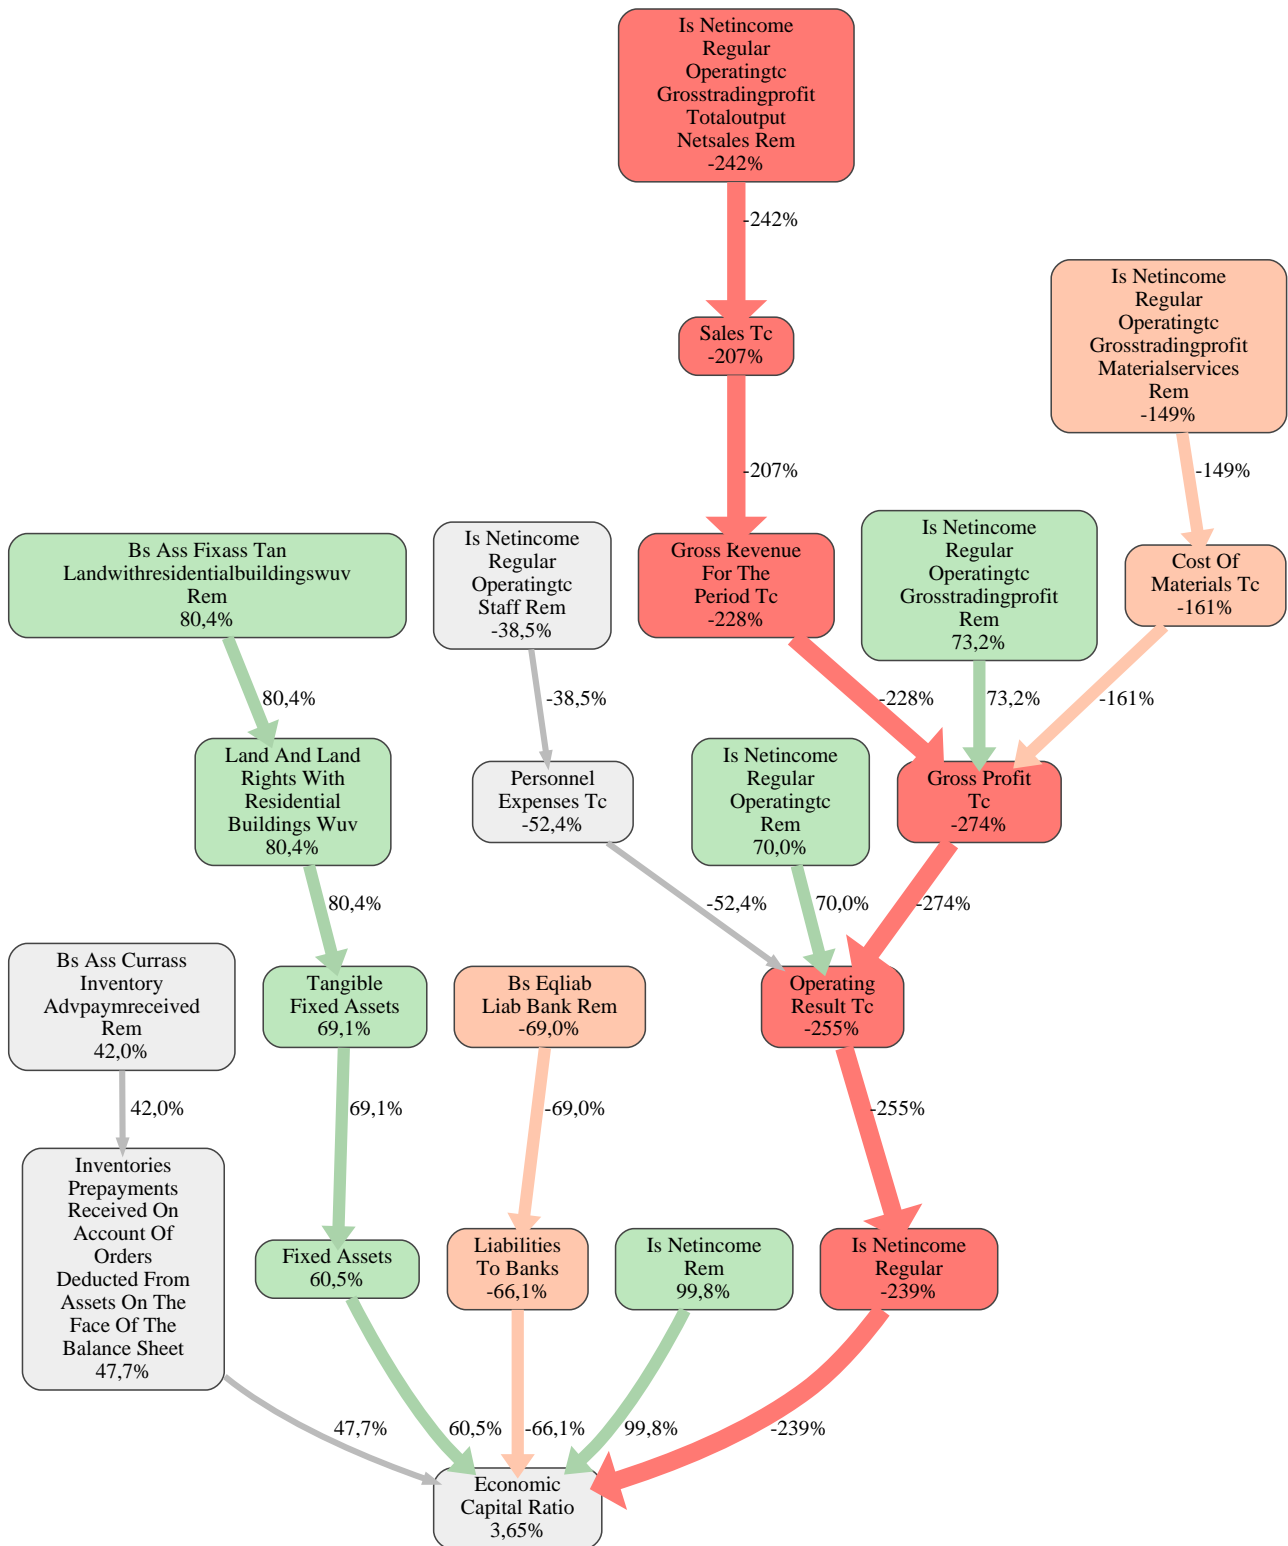 Is Netincome
Regular
Operatingtc
Grosstradingprofit
Totaloutput
Netsales Rem
-242%
-242%
Is Netincome
Regular
Operatingtc
Grosstradingprofit
Materialservices
Rem
-149%
Sales Tc
-207%
-149%
-207%
Bs Ass Fixass Tan
Landwithresidentialbuildingswuv
Rem
80,4%
Is Netincome
Regular
Operatingtc
Staff Rem
-38,5%
Gross Revenue
For The
Period Tc
-228%
Is Netincome
Regular
Operatingtc
Grosstradingprofit
Rem
73,2%
Cost Of
Materials Tc
-161%
80,4%
-38,5%
-228%
73,2%
-161%
Land And Land
Rights With
Residential
Buildings Wuv
80,4%
Personnel
Expenses Tc
-52,4%
Is Netincome
Regular
Operatingtc
Rem
70,0%
Gross Profit
Tc
-274%
80,4%
-52,4%
70,0%
-274%
Bs Ass Currass
Inventory
Advpaymreceived
Rem
42,0%
Tangible
Fixed Assets
69,1%
Bs Eqliab
Liab Bank Rem
-69,0%
Operating
Result Tc
-255%
42,0%
69,1%
-69,0%
-255%
Inventories
Prepayments
Received On
Account Of
Orders
Deducted From
Assets On The
Face Of The
Balance Sheet
47,7%
Fixed Assets
60,5%
Liabilities
To Banks
-66,1%
Is Netincome
Rem
99,8%
Is Netincome
Regular
-239%
47,7%
60,5%
-66,1%
99,8%
-239%
Economic
Capital Ratio
3,65%